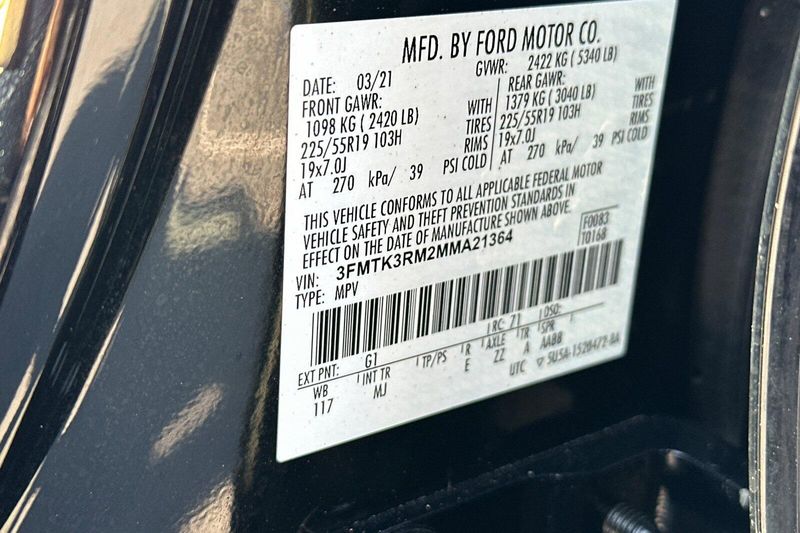 MFD. BY FORD MOTOR CO.
DATE: 03/21 GVWR: 2422 KG ( 5340 LB)
FRONT GAWR: REAR GAWR:
1098 KG ( 2420 LB) WITH 1379 KG ( 3040 LB) WITH
225/55R19 103H TIRES 225/55R19 103H TIRES
19x7.0J RIMS 19x7.0J RIMS
AT 270 kPa/ 39 PSI COLD AT 270 kPa/ 39 PSI COLD
THIS VEHICLE CONFORMS TO ALL APPLICABLE FEDERAL MOTOR
VEHICLE SAFETY AND THEFT PREVENTION STANDARDS IN
EFFECT ON THE DATE OF MANUFACTURE SHOWN ABOVE.
VIN: 3FMTK3RM2MMA21364 F0083
TYPE: MPV T0168
EXT PNT: G1 RC: 71 DSO:
WB INT TR TP/PS R AXLE TR SPR
117 MJ E ZZ A AABB
UTC 5U5A-1520472-BA